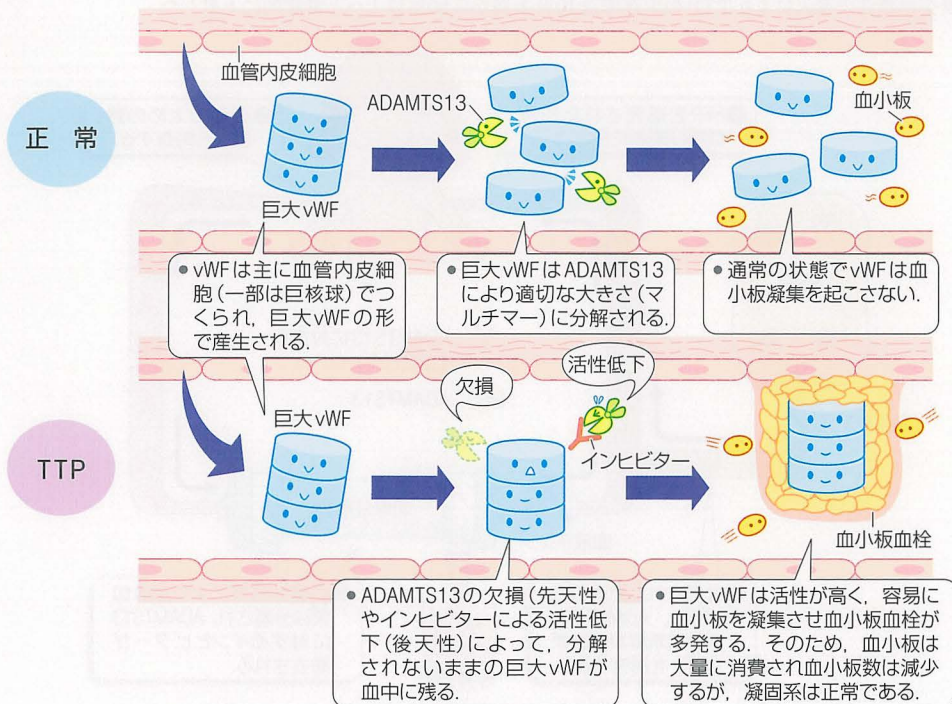 血管内皮細胞
ADAMTS13
血小板
正 常
巨大vWF
● vWFは主に血管内皮細
胞(一部は巨核球)でつ
くられ，巨大vWFの形
で産生される．
● 巨大vWFはADAMTS13
により適切な大きさ(マ
ルチマー)に分解される．
● 通常の状態でvWFは血
小板凝集を起こさない．
巨大vWF
欠損
活性低下
インヒビター
TTP
血小板血栓
● ADAMTS13の欠損(先天性)
やインヒビターによる活性低
下(後天性)によって，分解
されないままの巨大vWFが
血中に残る．
● 巨大vWFは活性が高く，容易に
血小板を凝集させ血小板血栓が
多発する．そのため，血小板は
大量に消費され血小板数は減少
するが，凝固系は正常である．